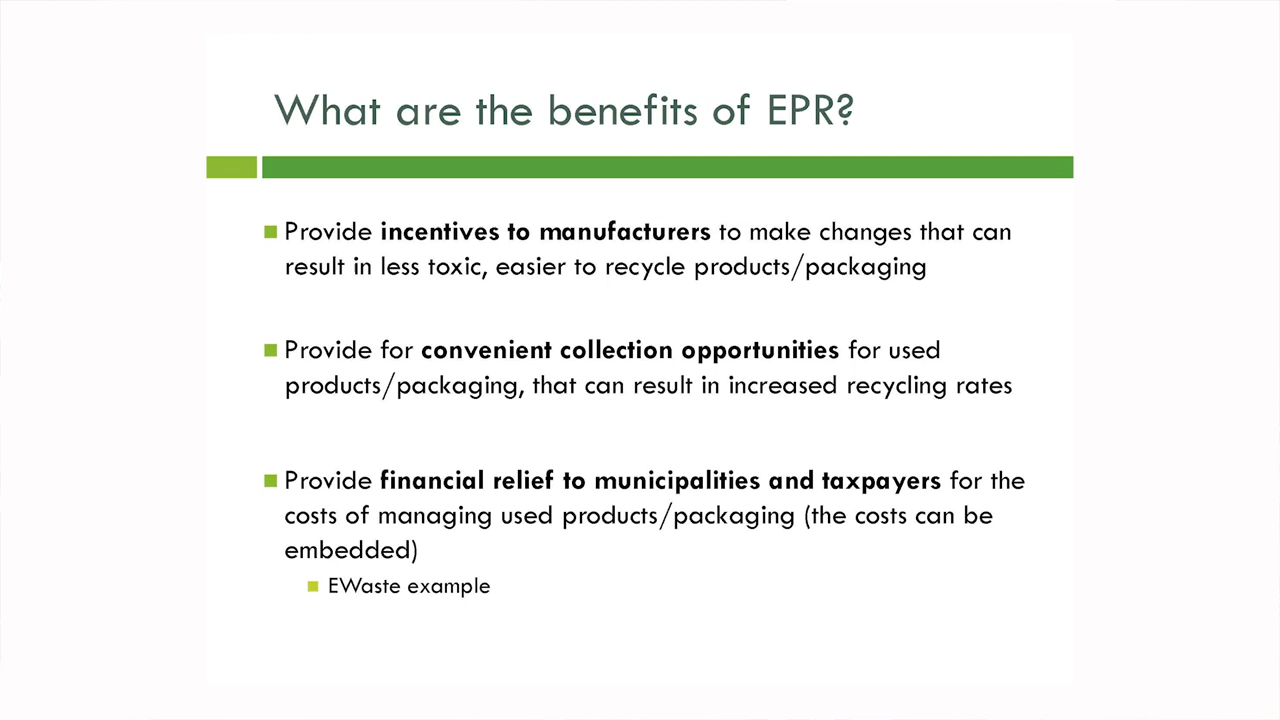 What are the benefits of EPR?
Provide incentives to manufacturers to make changes that can
result in less toxic, easier to recycle products/packaging
Provide for convenient collection opportunities for used
products/packaging, that can result in increased recycling rates
Provide financial relief to municipalities and taxpayers for the
costs of managing used products/packaging (the costs can be
embedded)
EWaste example